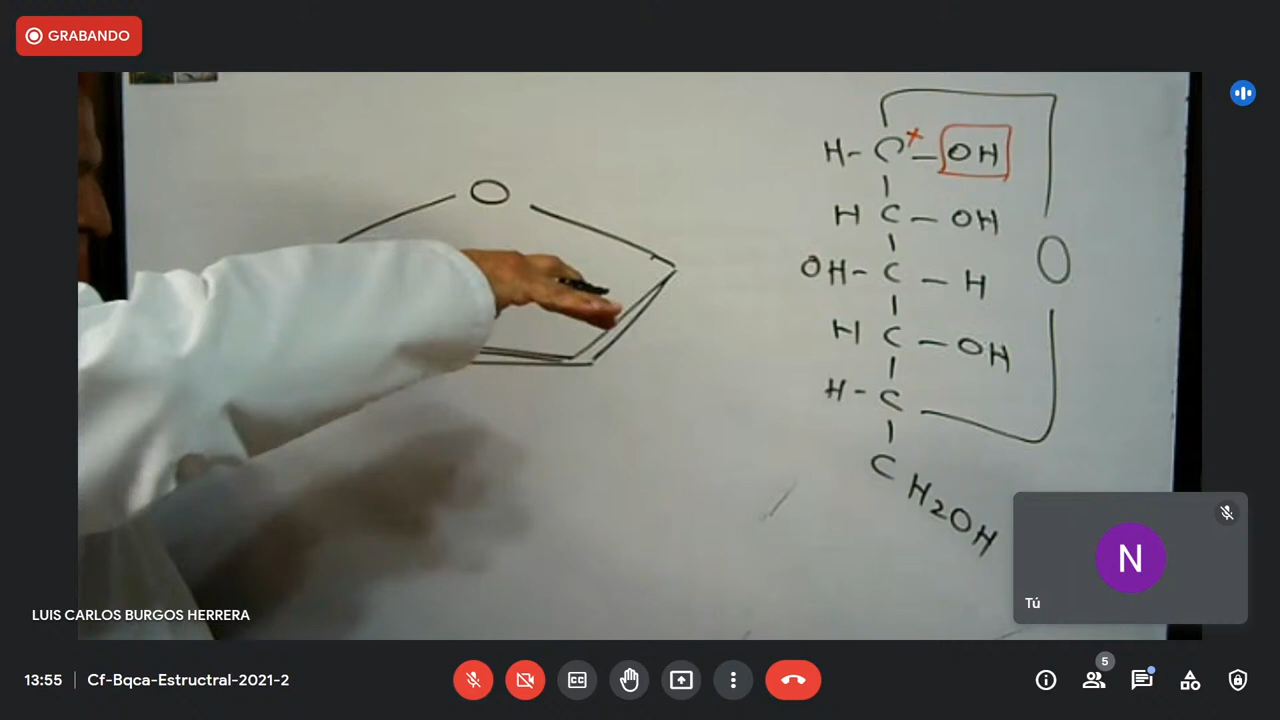 GRABANDO
H-C*-OH
H C-OH
O
OH-C-H
O
H C-OH
H-C
CH2OH
N
Tú
LUIS CARLOS BURGOS HERRERA
13:55 | Cf-Bqca-Estructral-2021-2
CC
5